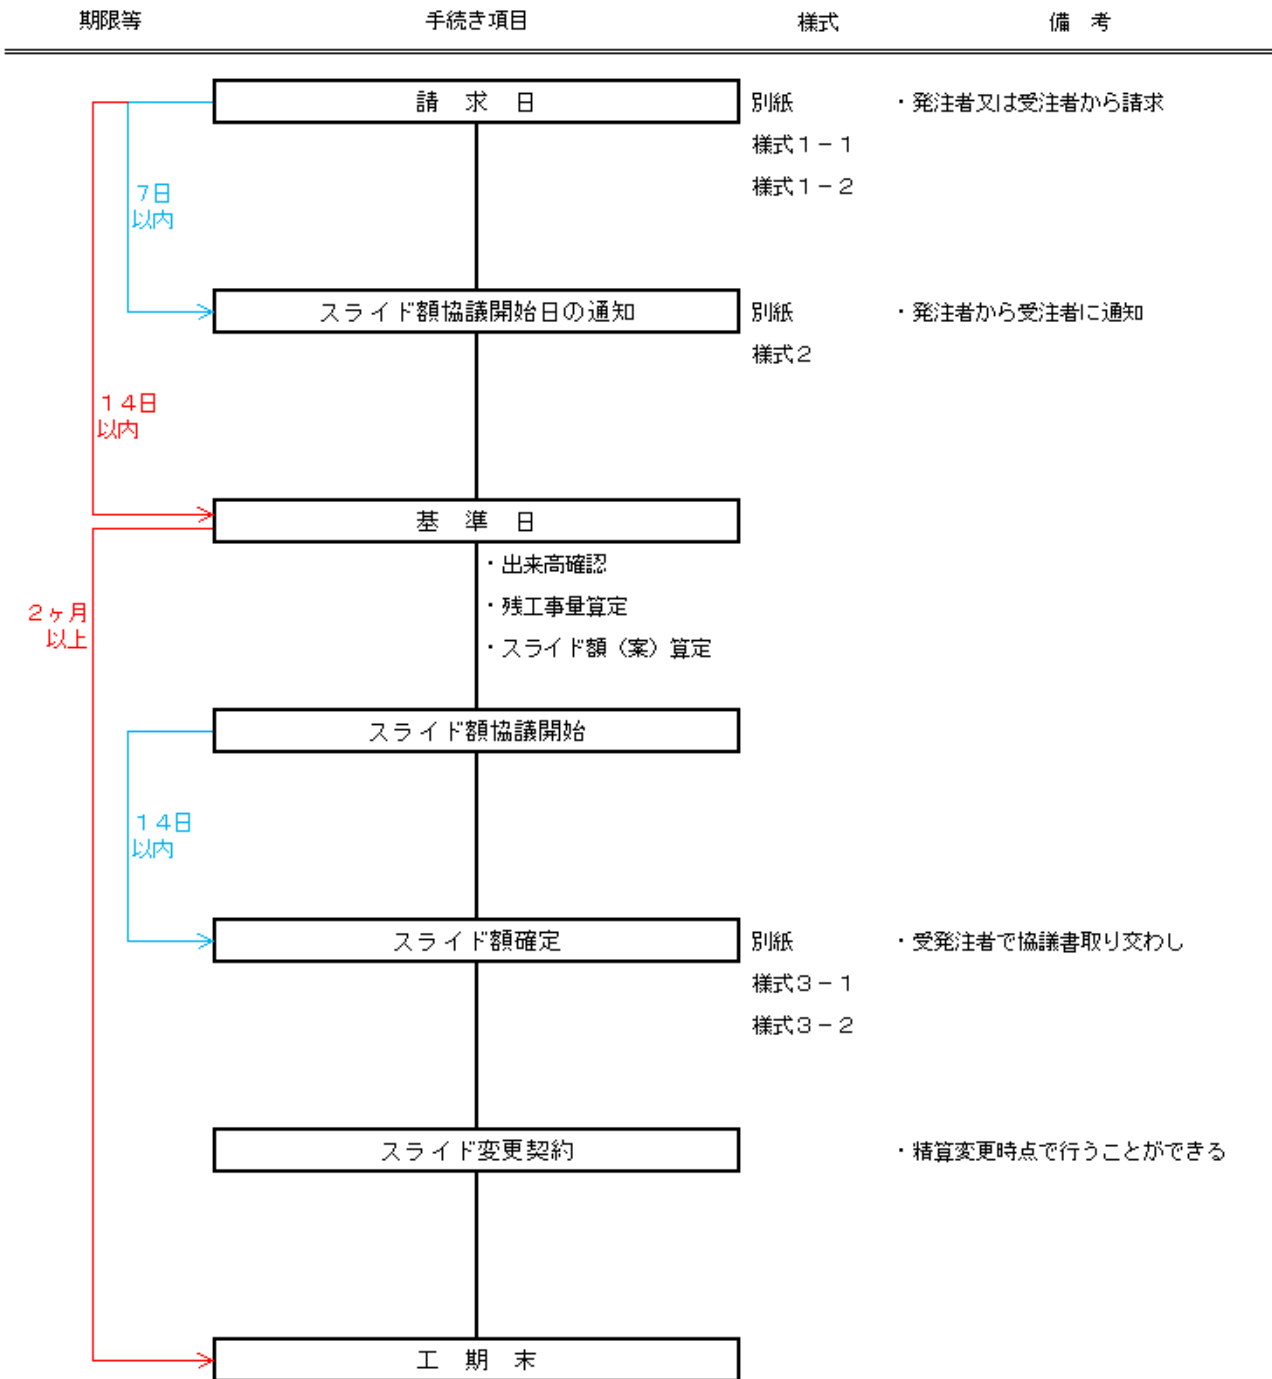 期限等　手続き項目　様式　備　考
請　求　日　別紙　・発注者又は受注者から請求
様式１－１
様式１－２
７日
以内
スライド額協議開始日の通知　別紙　・発注者から受注者に通知
様式２
１４日
以内
基　準　日
・出来高確認
・残工事量算定
・スライド額（案）算定
２ヶ月
以上
スライド額協議開始
１４日
以内
スライド額確定　別紙　・受発注者で協議書取り交わし
様式３－１
様式３－２
スライド変更契約　・精算変更時点で行うことができる
工　期　末